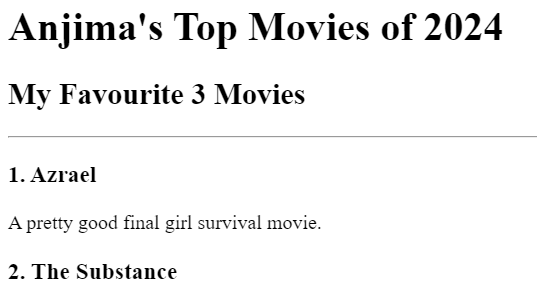 Anjima's Top Movies of 2024
My Favourite 3 Movies
1. Azrael
A pretty good final girl survival movie.
2. The Substance